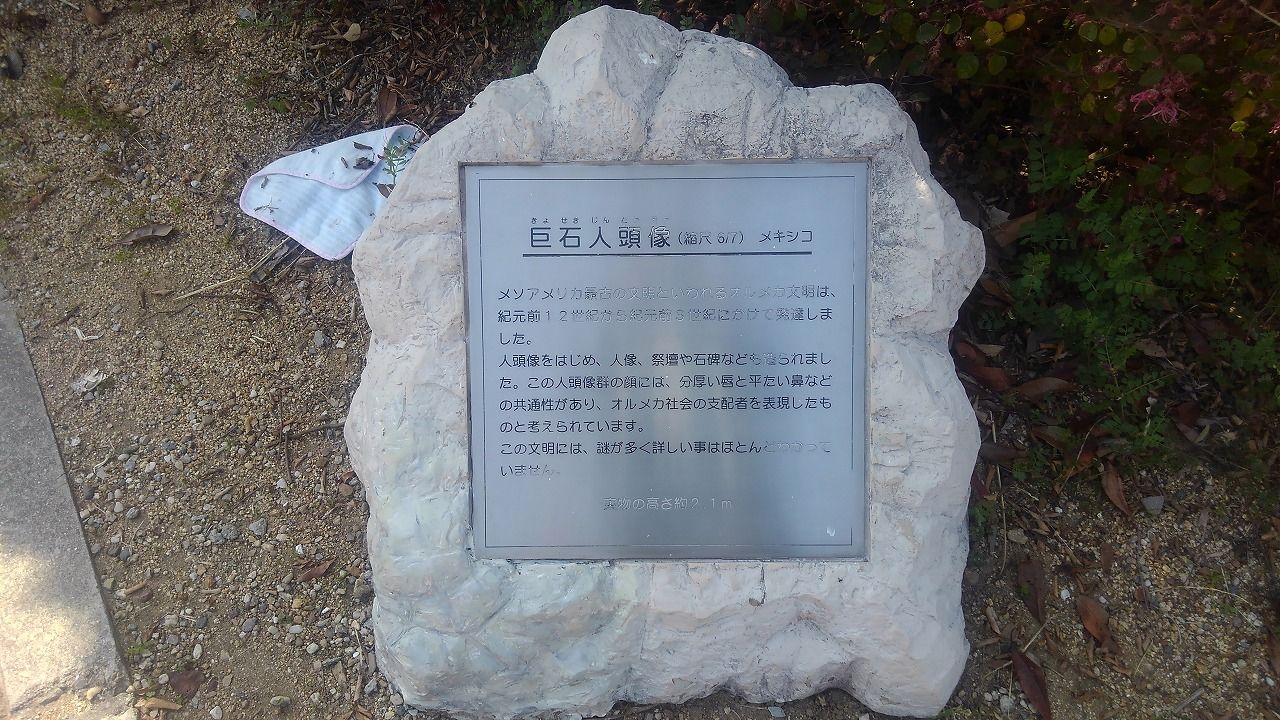 きょ せき じん とう ぞう
巨石人頭像(縮尺 6/7) メキシコ
メソアメリカ最古の文明といわれるオルメカ文明は、
紀元前12世紀から紀元前8世紀にかけて発達しま
した。
人頭像をはじめ、人像、祭壇や石碑なども造られまし
た。この人頭像群の顔には、分厚い唇と平たい鼻など
の共通性があり、オルメカ社会の支配者を表現したも
のと考えられています。
この文明には、謎が多く詳しい事はほとんどわかって
いません。
実物の高さ約2.1m